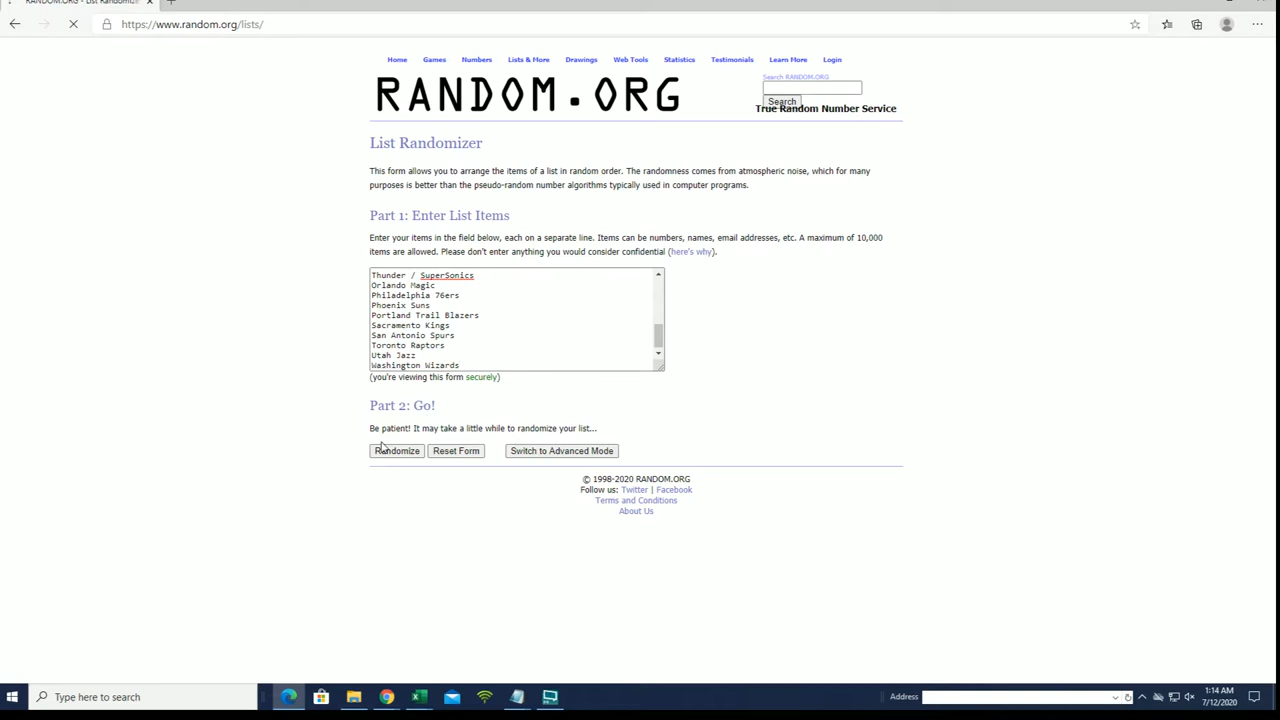 RANDOM.ORG - List Randomiz
https://www.random.org/lists/
Home Games Numbers Lists & More Drawings Web Tools Statistics Testimonials Learn More Login
Search RANDOM.ORG
RANDOM.ORG
Search
True Random Number Service
List Randomizer
This form allows you to arrange the items of a list in random order. The randomness comes from atmospheric noise, which for many
purposes is better than the pseudo-random number algorithms typically used in computer programs.
Part 1: Enter List Items
Enter your items in the field below, each on a separate line. Items can be numbers, names, email addresses, etc. A maximum of 10,000
items are allowed. Please don't enter anything you would consider confidential (here's why).
Thunder / SuperSonics
Orlando Magic
Philadelphia 76ers
Phoenix Suns
Portland Trail Blazers
Sacramento Kings
San Antonio Spurs
Toronto Raptors
Utah Jazz
Washington Wizards
(you're viewing this form securely)
Part 2: Go!
Be patient! It may take a little while to randomize your list...
Randomize Reset Form Switch to Advanced Mode
© 1998-2020 RANDOM.ORG
Follow us: Twitter | Facebook
Terms and Conditions
About Us
Type here to search
Address
1:14 AM
7/12/2020